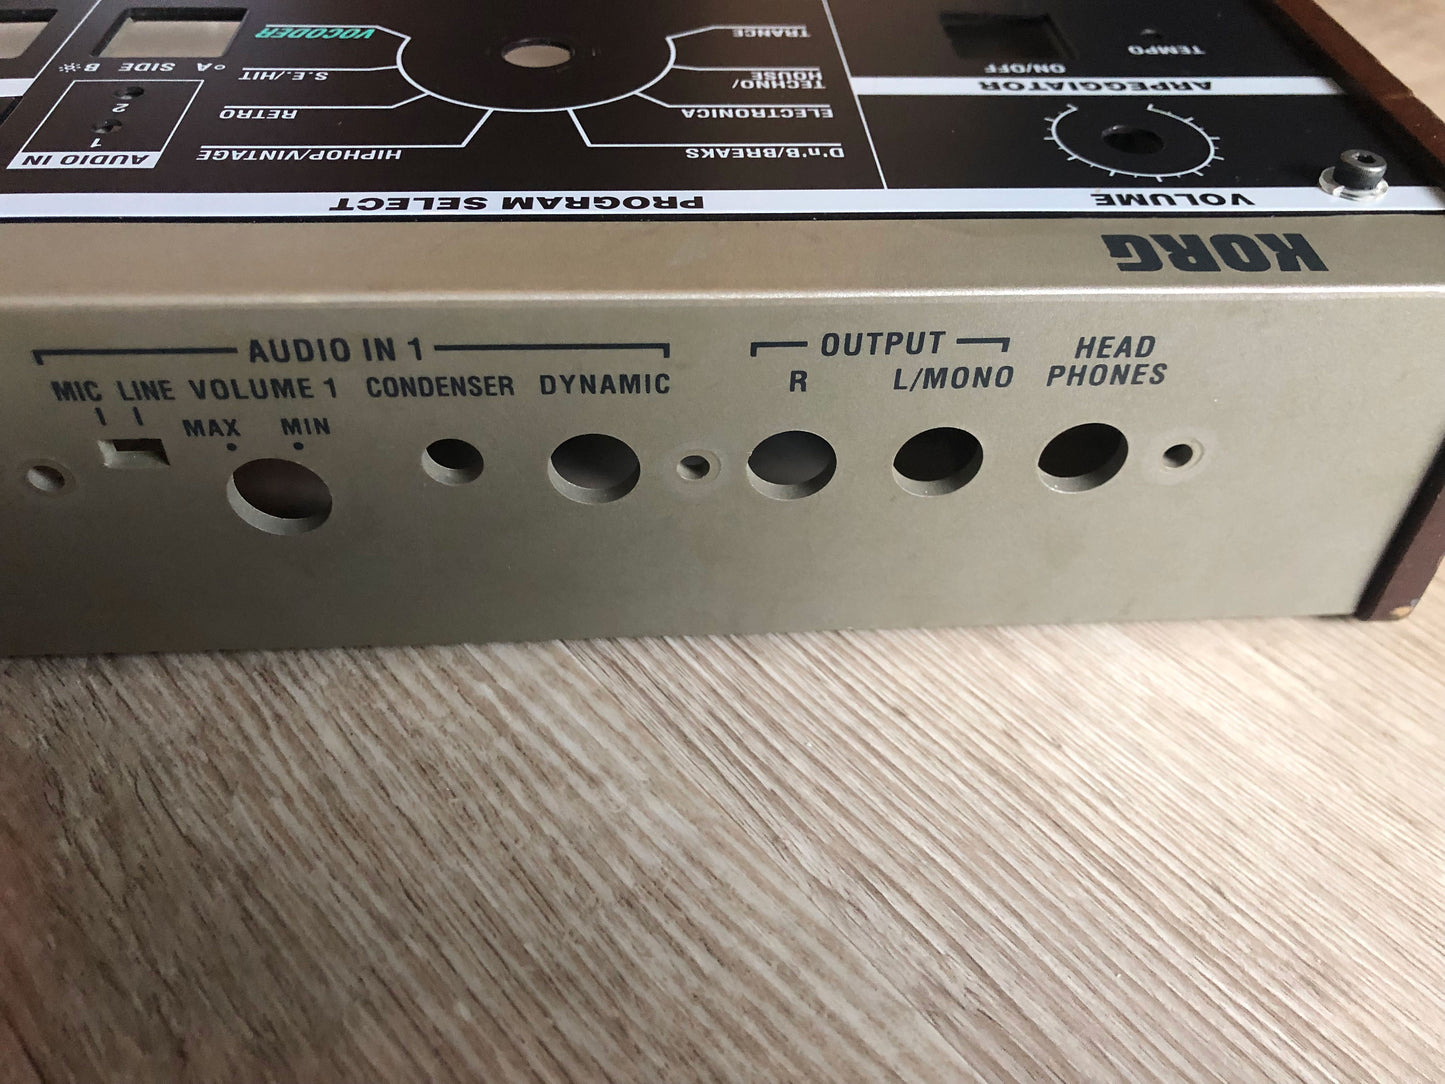 VOCODER
S.E./HIT
RETRO
HIPHOP/VINTAGE
TRANCE
TECHNO/
HOUSE
ELECTRONICA
D'n'B/BREAKS
A SIDE B
2
1
AUDIO IN
PROGRAM SELECT
TEMPO
ON/OFF
ARPEGGIATOR
VOLUME
KORG
AUDIO IN 1
MIC LINE VOLUME 1 CONDENSER DYNAMIC
MAX MIN
OUTPUT
R L/MONO
HEAD
PHONES